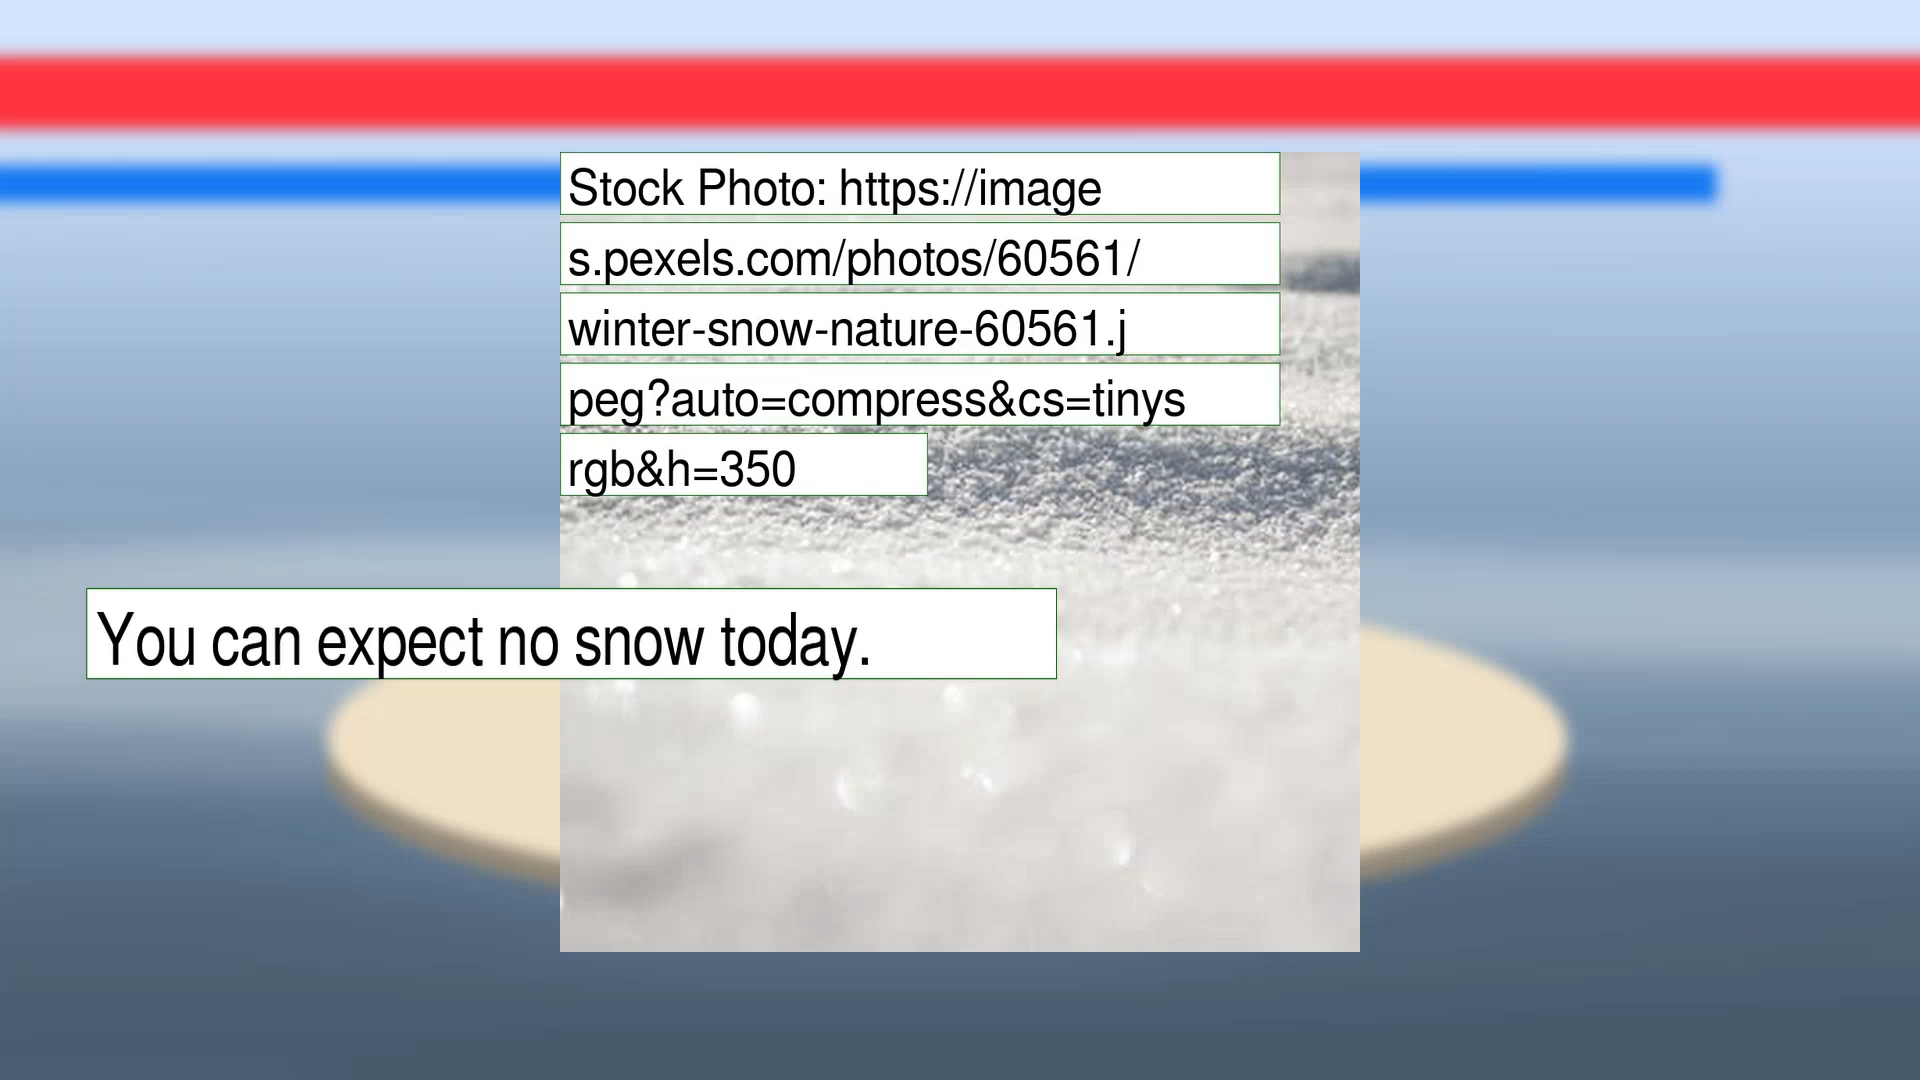 Stock Photo: https://image
s.pexels.com/photos/60561/
winter-snow-nature-60561.j
peg?auto=compress&cs=tinys
rgb&h=350
You can expect no snow today.